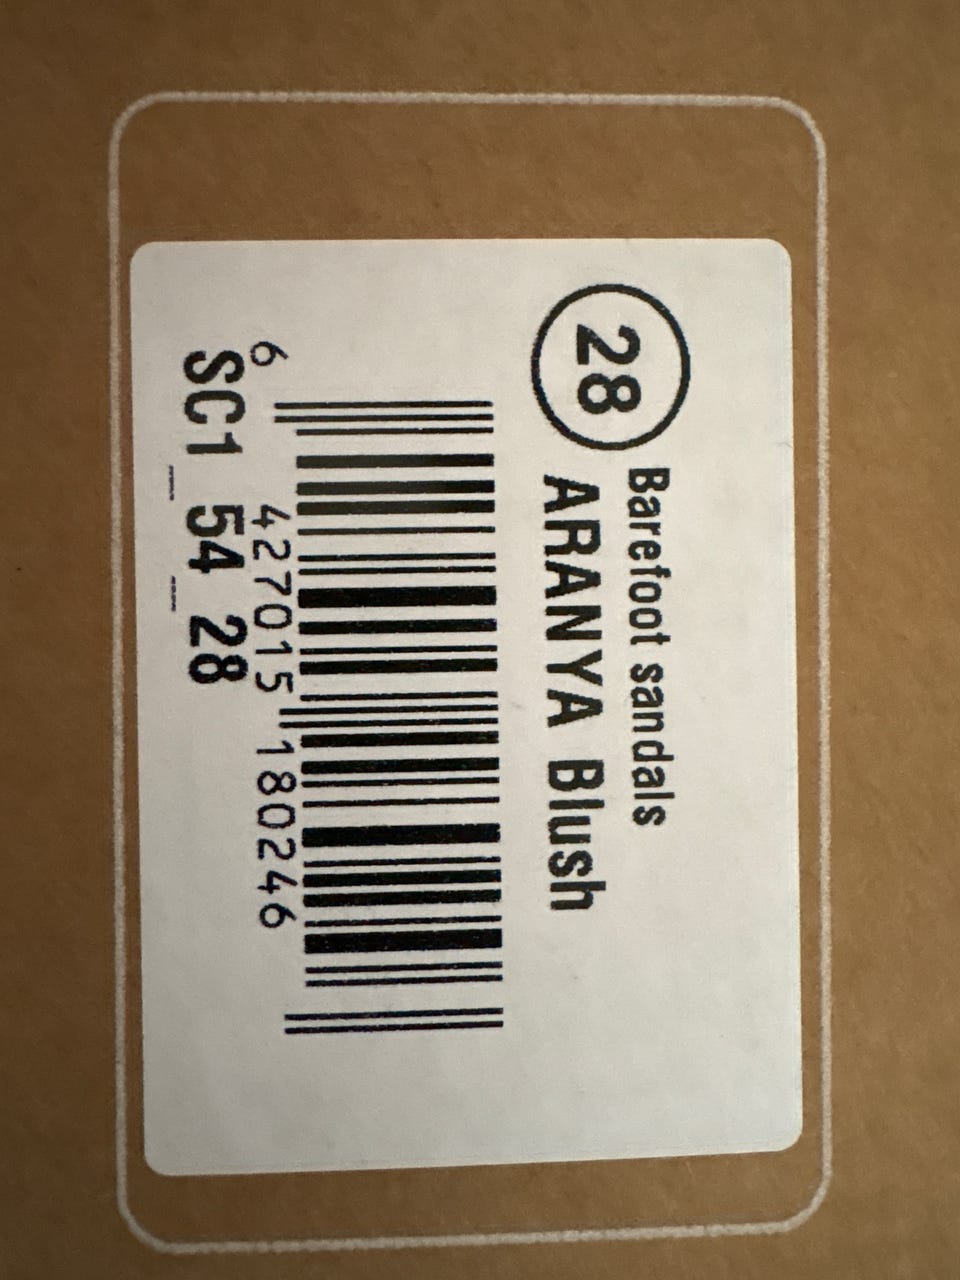 Barefoot sandals
28 ARANYA Blush
6 427015 180246
SC1_54_28